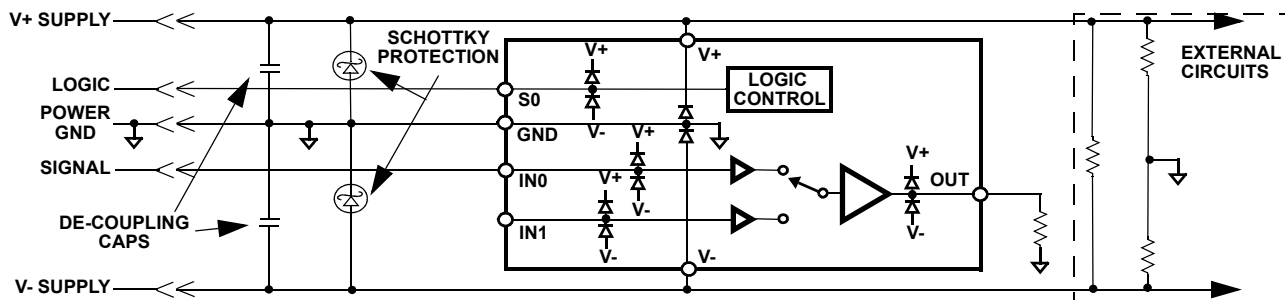 V+ SUPPLY
LOGIC
POWER
GND
SIGNAL
DE-COUPLING
CAPS
V- SUPPLY
SCHOTTKY
PROTECTION
V+
V+
S0
V-
LOGIC
CONTROL
GND
V+
IN0
V-
V+
IN1
V-
V+
OUT
V-
V-
EXTERNAL
CIRCUITS